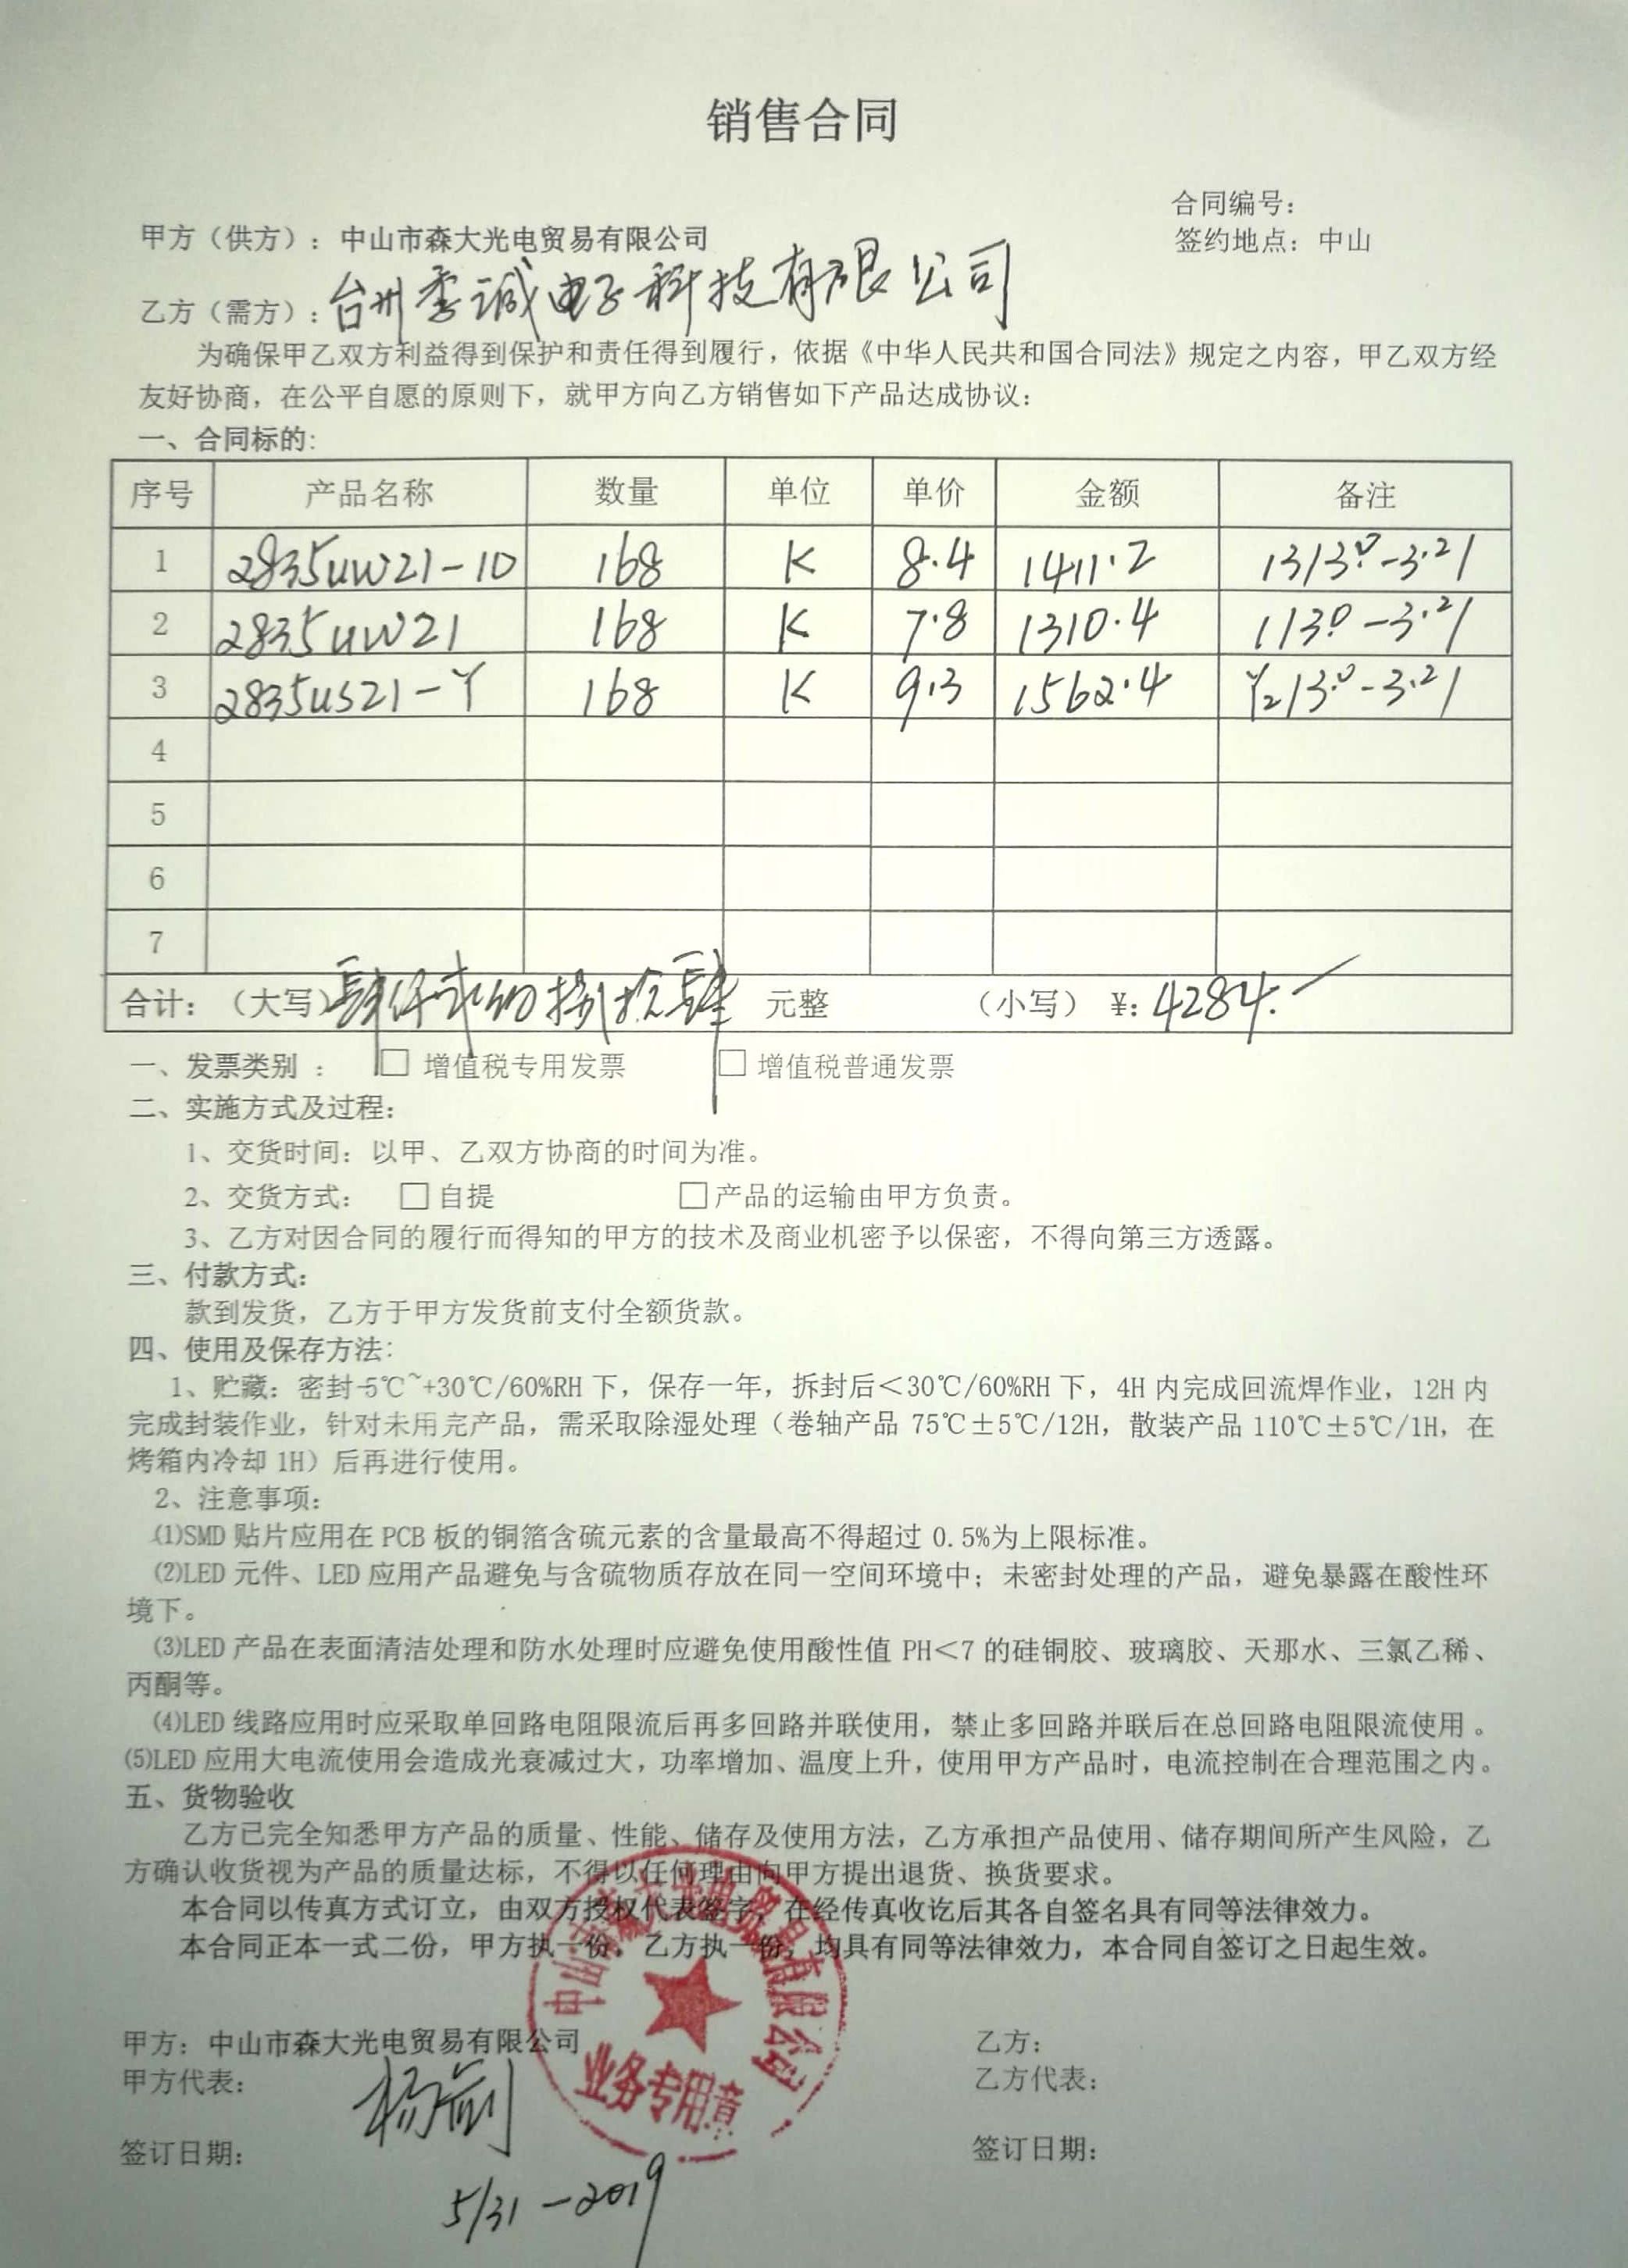 销售合同
合同编号：
甲方（供方）：中山市森大光电贸易有限公司
签约地点：中山
乙方（需方）：台州季诚电子科技有限公司
为确保甲乙双方利益得到保护和责任得到履行，依据《中华人民共和国合同法》规定之内容，甲乙双方经
友好协商，在公平自愿的原则下，就甲方向乙方销售如下产品达成协议：
一、合同标的：
序号 产品名称 数量 单位 单价 金额 备注
1 2835UW21-10 168 K 8.4 1411.2 13/3.0-3.2/
2 2835UW21 168 K 7.8 1310.4 1/3.0-3.2/
3 2835US21-Y 168 K 9.3 1562.4 Y2/3.0-3.2/
4
5
6
7
合计：（大写）肆仟贰佰捌拾肆 元整 （小写）¥：4284.
一、发票类别： □ 增值税专用发票 □ 增值税普通发票
二、实施方式及过程：
1、交货时间：以甲、乙双方协商的时间为准。
2、交货方式： □ 自提 □产品的运输由甲方负责。
3、乙方对因合同的履行而得知的甲方的技术及商业机密予以保密，不得向第三方透露。
三、付款方式：
款到发货，乙方于甲方发货前支付全额货款。
四、使用及保存方法：
1、贮藏：密封-5℃~+30℃/60%RH 下，保存一年，拆封后＜30℃/60%RH 下，4H 内完成回流焊作业，12H 内
完成封装作业，针对未用完产品，需采取除湿处理（卷轴产品 75℃±5℃/12H，散装产品 110℃±5℃/1H，在
烤箱内冷却 1H）后再进行使用。
2、注意事项：
⑴SMD 贴片应用在 PCB 板的铜箔含硫元素的含量最高不得超过 0.5%为上限标准。
⑵LED 元件、LED 应用产品避免与含硫物质存放在同一空间环境中；未密封处理的产品，避免暴露在酸性环
境下。
⑶LED 产品在表面清洁处理和防水处理时应避免使用酸性值 PH＜7 的硅铜胶、玻璃胶、天那水、三氯乙稀、
丙酮等。
⑷LED 线路应用时应采取单回路电阻限流后再多回路并联使用，禁止多回路并联后在总回路电阻限流使用。
⑸LED 应用大电流使用会造成光衰减过大，功率增加、温度上升，使用甲方产品时，电流控制在合理范围之内。
五、货物验收
乙方已完全知悉甲方产品的质量、性能、储存及使用方法，乙方承担产品使用、储存期间所产生风险，乙
方确认收货视为产品的质量达标，不得以任何理由向甲方提出退货、换货要求。
本合同以传真方式订立，由双方授权代表签字，在经传真收讫后其各自签名具有同等法律效力。
本合同正本一式二份，甲方执一份，乙方执一份，均具有同等法律效力，本合同自签订之日起生效。
中山市森大光电贸易有限公司
业务专用章
甲方：中山市森大光电贸易有限公司
乙方：
甲方代表：杨剑
乙方代表：
签订日期：
签订日期：
5/31-2019